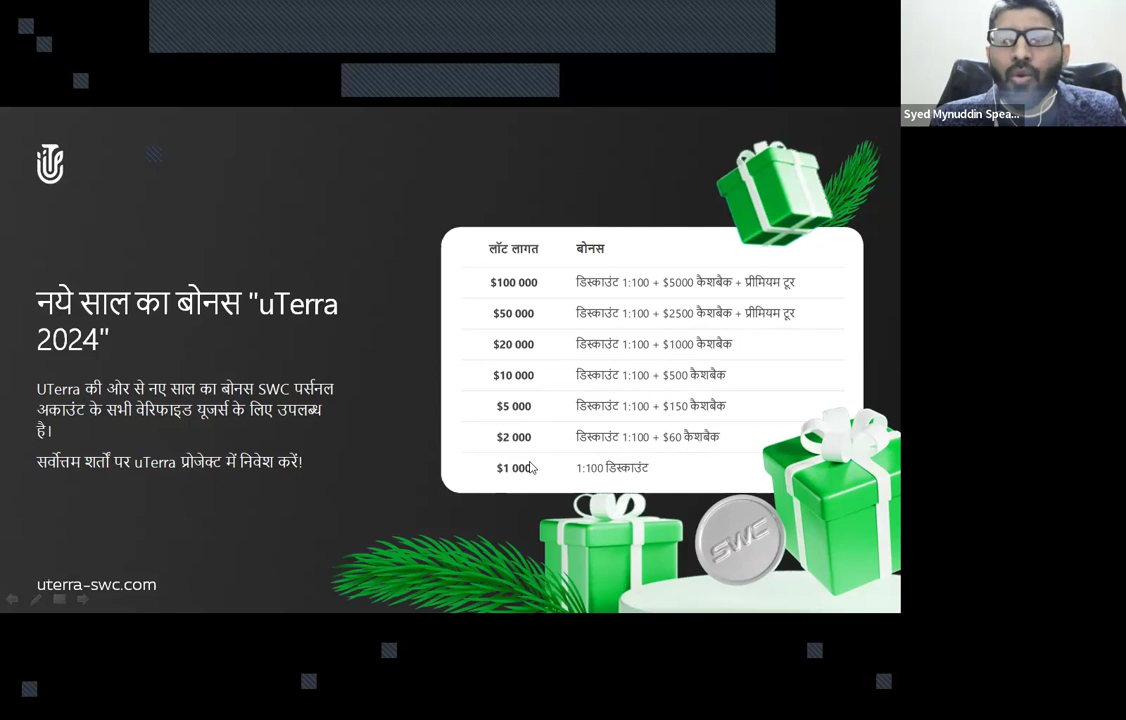 Syed Mynuddin Spea...
लॉट लागत बोनस
$100 000 डिस्काउंट 1:100 + $5000 कैशबैक + प्रीमियम टूर
$50 000 डिस्काउंट 1:100 + $2500 कैशबैक + प्रीमियम टूर
$20 000 डिस्काउंट 1:100 + $1000 कैशबैक
$10 000 डिस्काउंट 1:100 + $500 कैशबैक
$5 000 डिस्काउंट 1:100 + $150 कैशबैक
$2 000 डिस्काउंट 1:100 + $60 कैशबैक
$1 000 1:100 डिस्काउंट
नये साल का बोनस "uTerra
2024"
UTerra की ओर से नए साल का बोनस SWC पर्सनल
अकाउंट के सभी वेरिफाइड यूजर्स के लिए उपलब्ध
है।
सर्वोत्तम शर्तों पर uTerra प्रोजेक्ट में निवेश करें!
SWC
uterra-swc.com